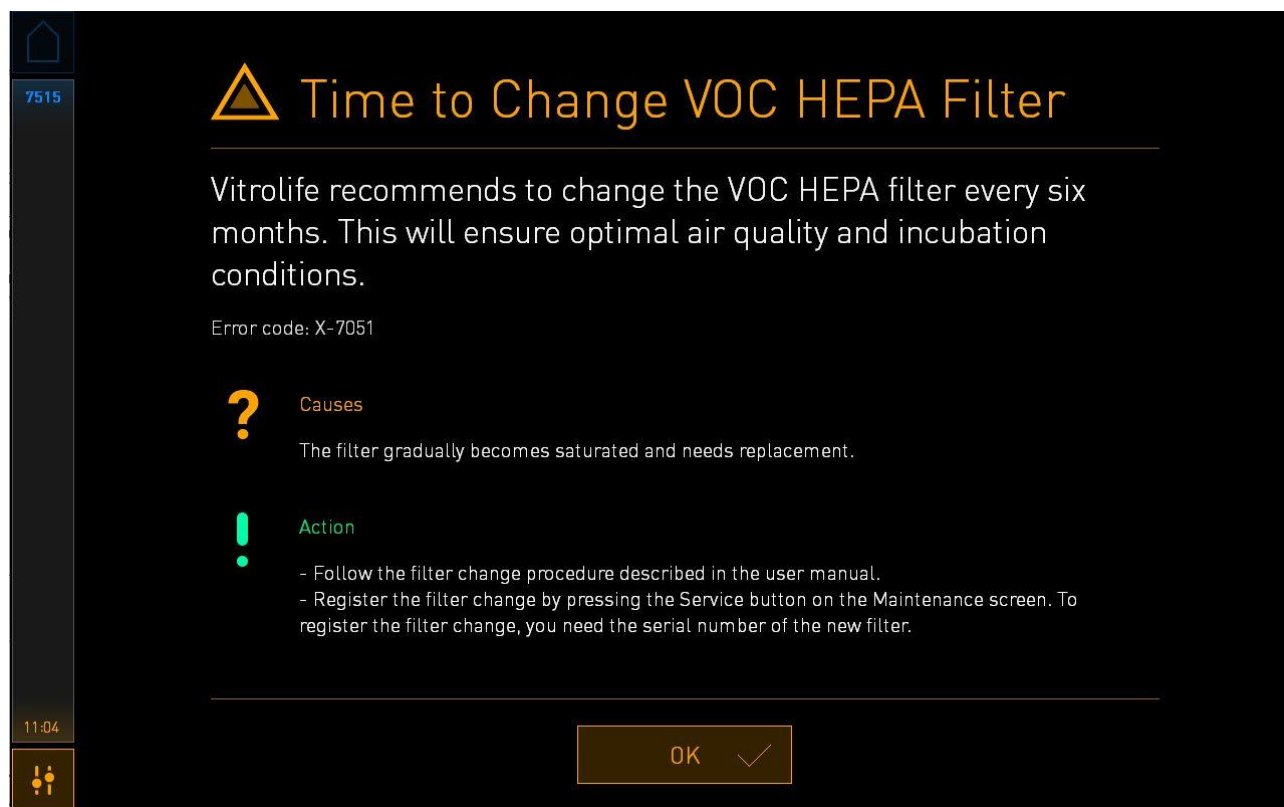 7515
Time to Change VOC HEPA Filter
Vitrolife recommends to change the VOC HEPA filter every six
months. This will ensure optimal air quality and incubation
conditions.
Error code: X-7051
?
Causes
The filter gradually becomes saturated and needs replacement.
!
Action
- Follow the filter change procedure described in the user manual.
- Register the filter change by pressing the Service button on the Maintenance screen. To
register the filter change, you need the serial number of the new filter.
11:04
OK